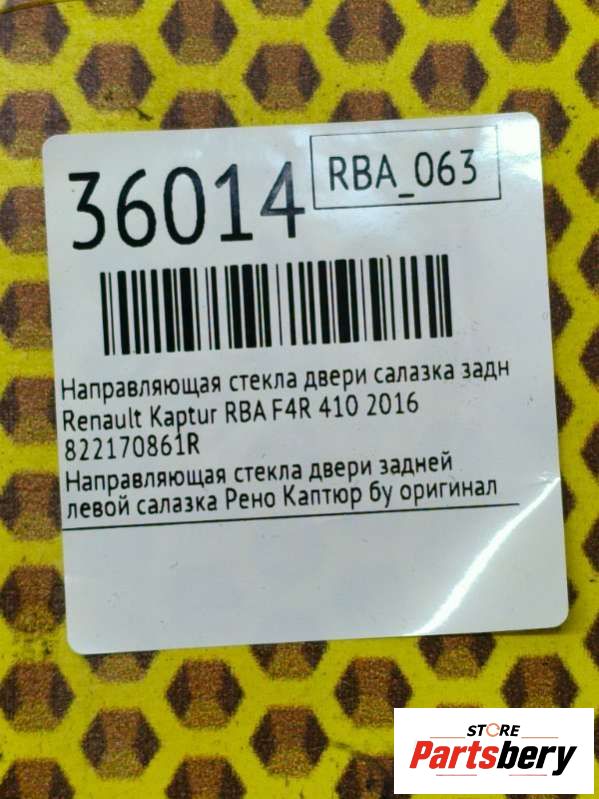 36014
RBA_063
Направляющая стекла двери салазка задн
Renault Kaptur RBA F4R 410 2016
822170861R
Направляющая стекла двери задней
левой салазка Рено Каптюр бу оригинал
STORE
Partsbery